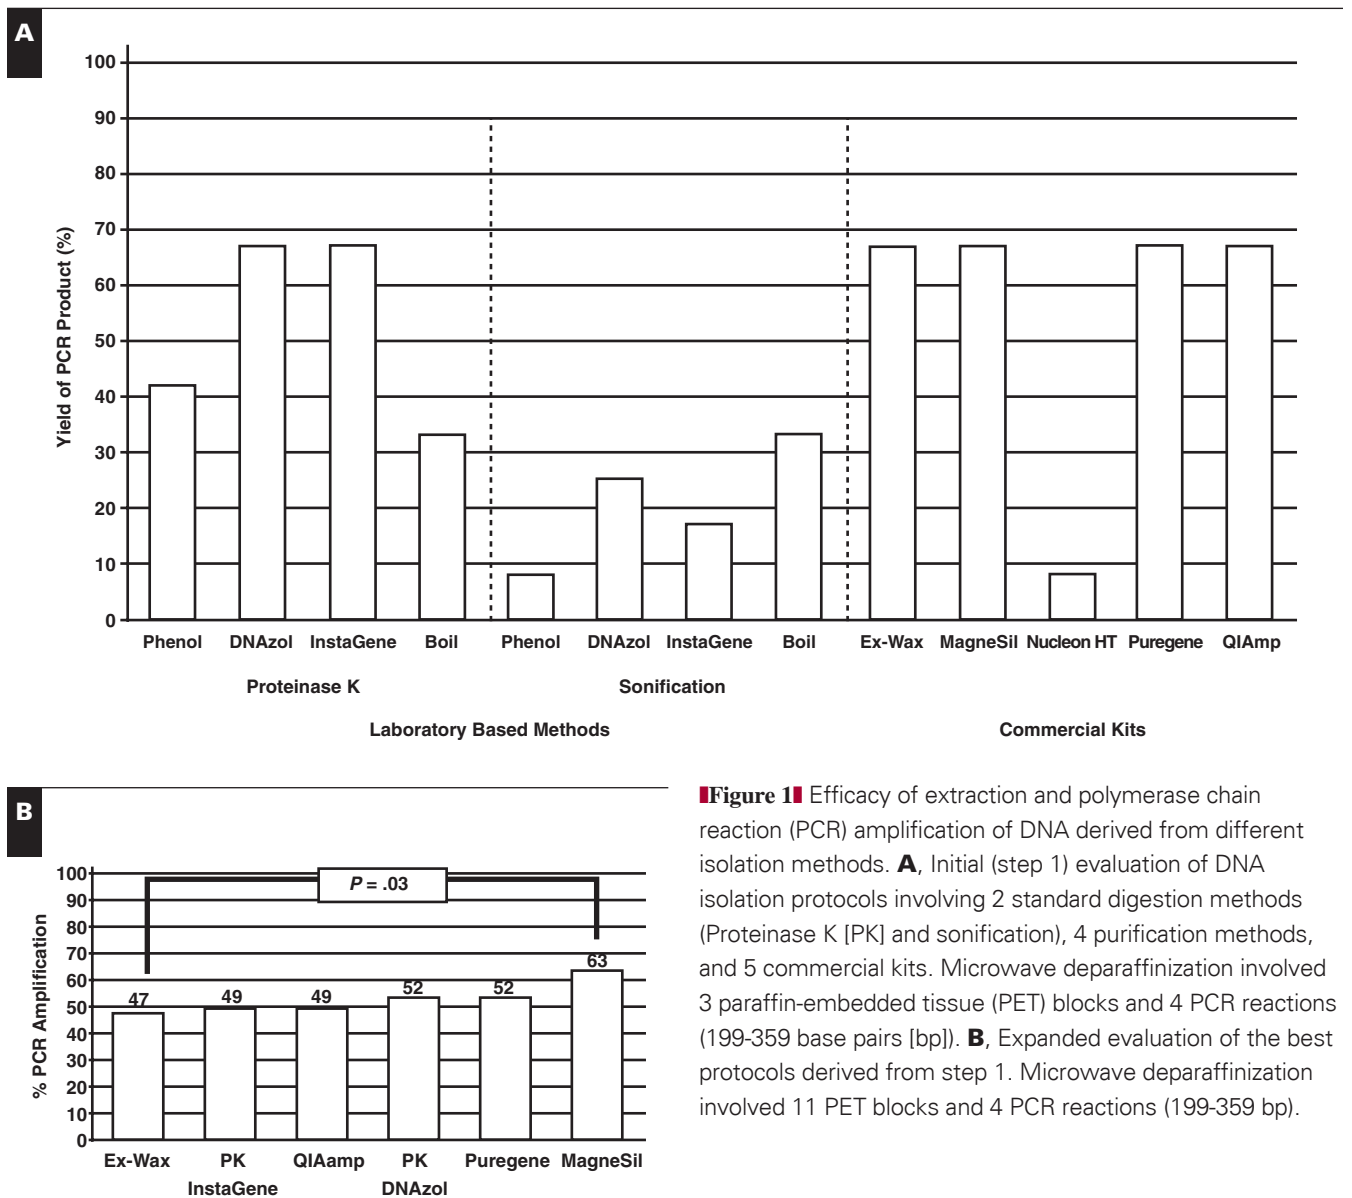 A
Yield of PCR Product (%)
100
90
80
70
60
50
40
30
20
10
0
Phenol DNAzol InstaGene Boil Phenol DNAzol InstaGene Boil Ex-Wax MagneSil Nucleon HT Puregene QIAmp
Proteinase K Sonification
Laboratory Based Methods Commercial Kits
B
% PCR Amplification
100
90
80
70
60
50
40
30
20
10
0
P = .03
47 49 49 52 52 63
Ex-Wax PK QIAamp PK Puregene MagneSil
InstaGene DNAzol
Figure 1 Efficacy of extraction and polymerase chain
reaction (PCR) amplification of DNA derived from different
isolation methods. A, Initial (step 1) evaluation of DNA
isolation protocols involving 2 standard digestion methods
(Proteinase K [PK] and sonification), 4 purification methods,
and 5 commercial kits. Microwave deparaffinization involved
3 paraffin-embedded tissue (PET) blocks and 4 PCR reactions
(199-359 base pairs [bp]). B, Expanded evaluation of the best
protocols derived from step 1. Microwave deparaffinization
involved 11 PET blocks and 4 PCR reactions (199-359 bp).